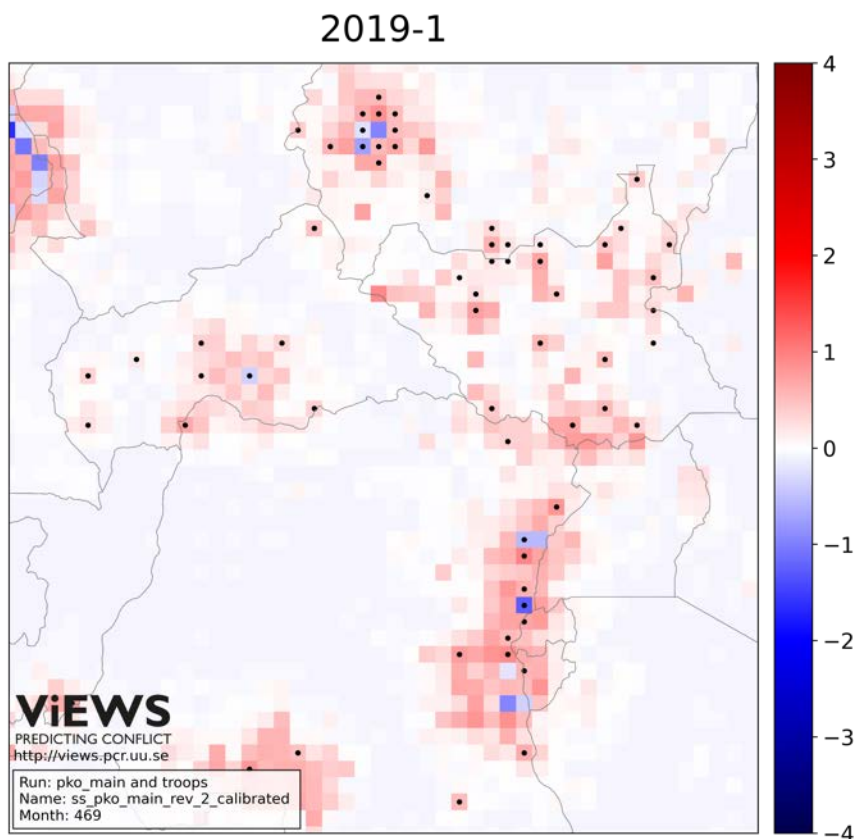 2019-1
4
3
2
1
0
−1
−2
−3
−4
ViEWS
PREDICTING CONFLICT
http://views.pcr.uu.se
Run: pko_main and troops
Name: ss_pko_main_rev_2_calibrated
Month: 469